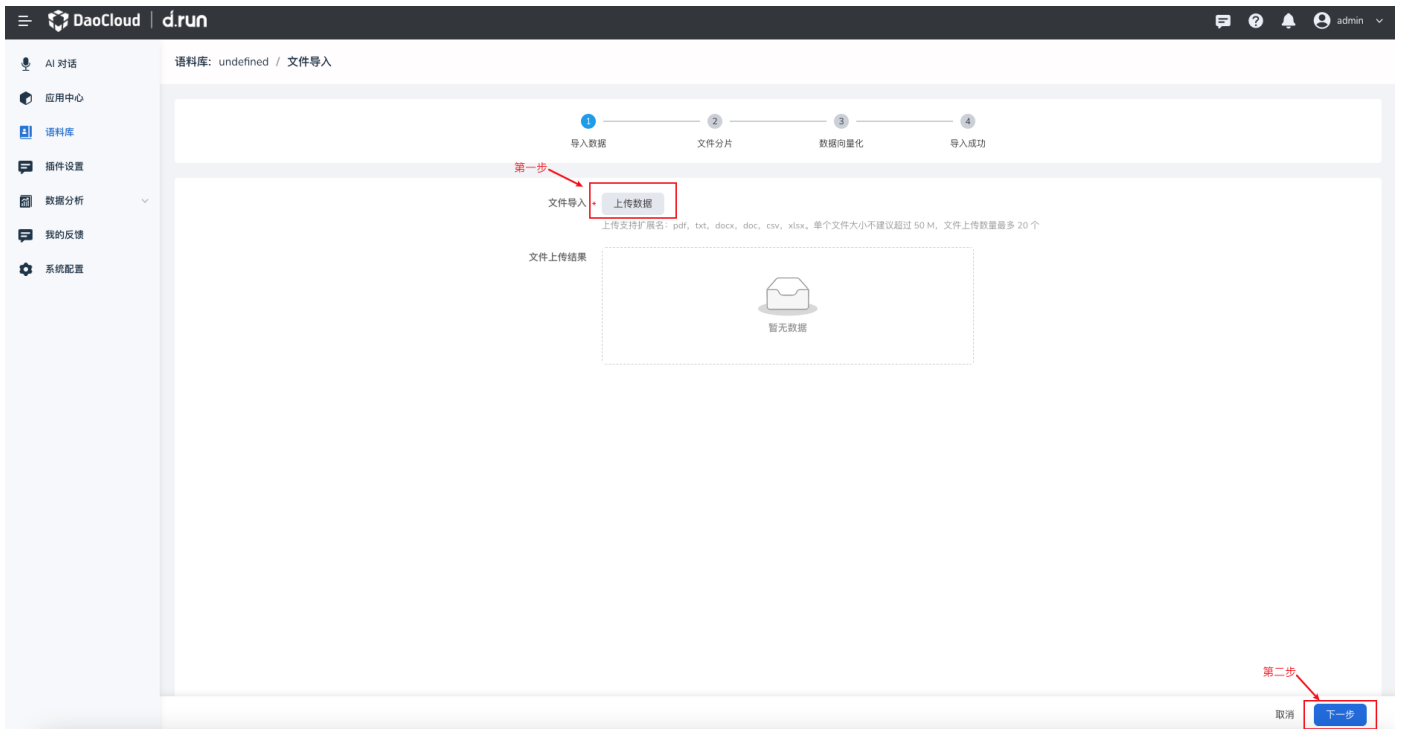 DaoCloud | d.run
admin
AI 对话
应用中心
语料库
插件设置
数据分析
我的反馈
系统配置
语料库: undefined / 文件导入
1 2 3 4
导入数据 文件分片 数据向量化 导入成功
第一步
文件导入 • 上传数据
上传支持扩展名: pdf, txt, docx, doc, csv, xlsx。单个文件大小不建议超过 50 M, 文件上传数量最多 20 个
文件上传结果
暂无数据
第二步
取消 下一步